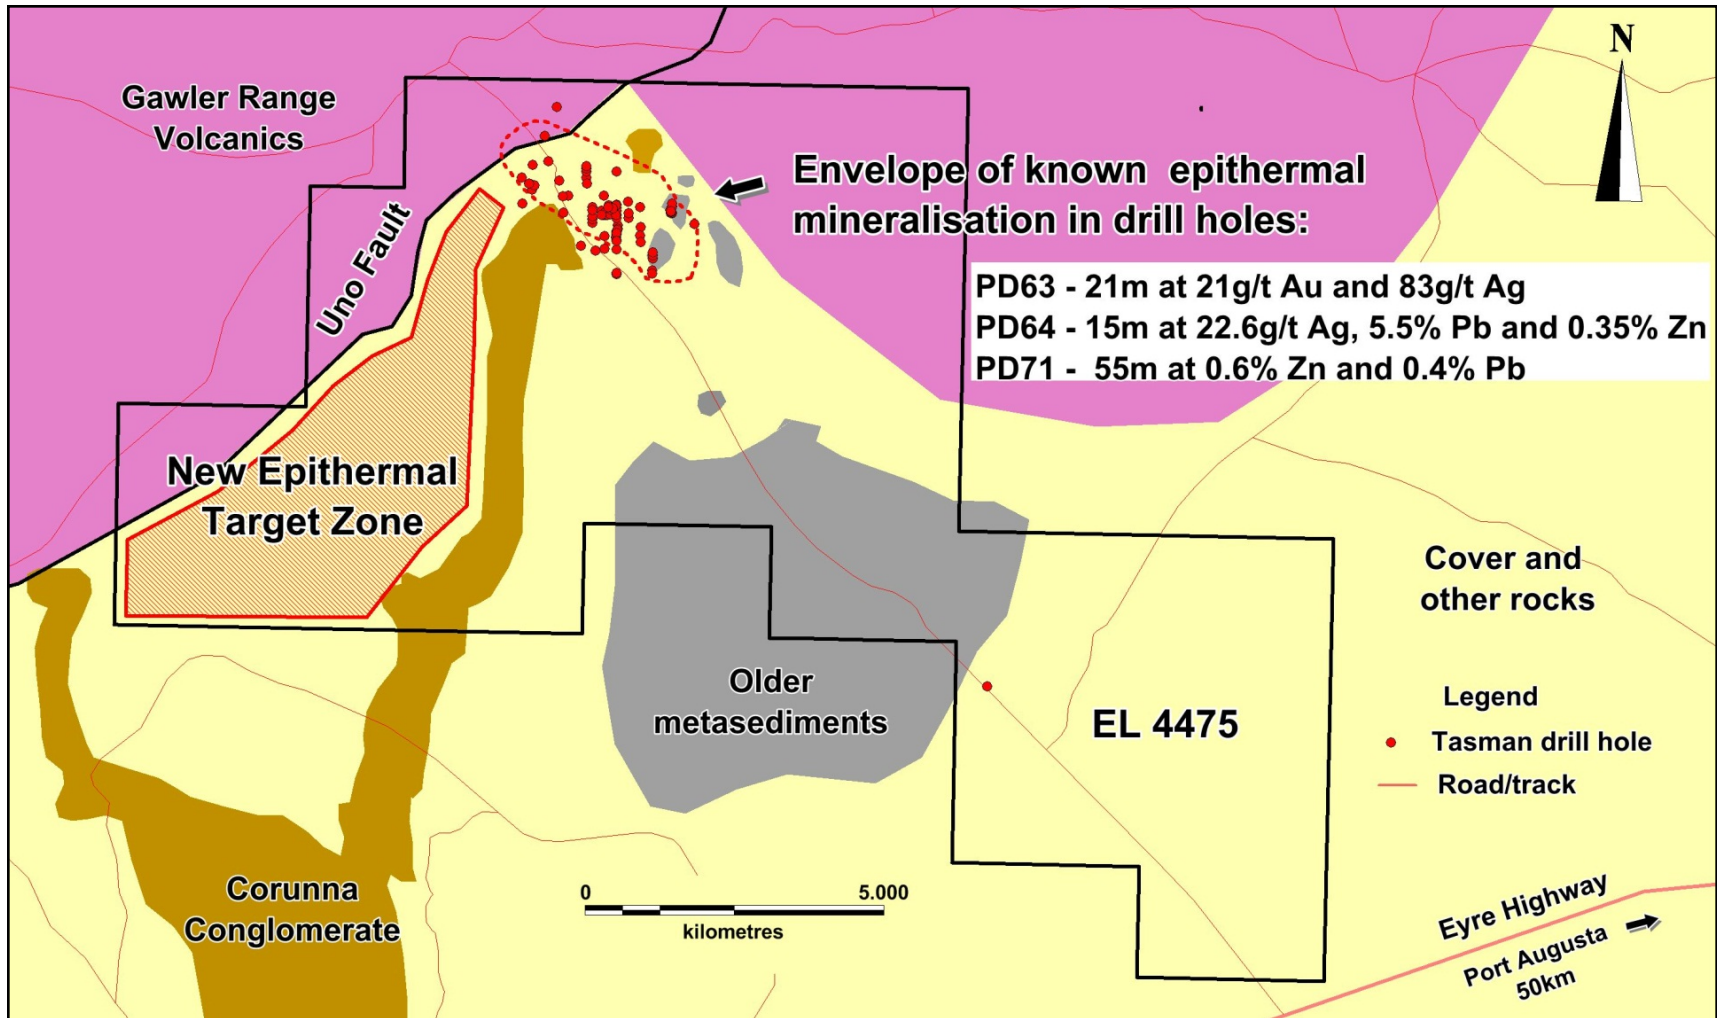 Gawler Range
Volcanics
N
Envelope of known epithermal
mineralisation in drill holes:
Uno Fault
PD63 - 21m at 21g/t Au and 83g/t Ag
PD64 - 15m at 22.6g/t Ag, 5.5% Pb and 0.35% Zn
PD71 - 55m at 0.6% Zn and 0.4% Pb
New Epithermal
Target Zone
Cover and
other rocks
Older
metasediments
EL 4475
Legend
Tasman drill hole
Road/track
Corunna
Conglomerate
0 5.000
kilometres
Eyre Highway
Port Augusta
50km